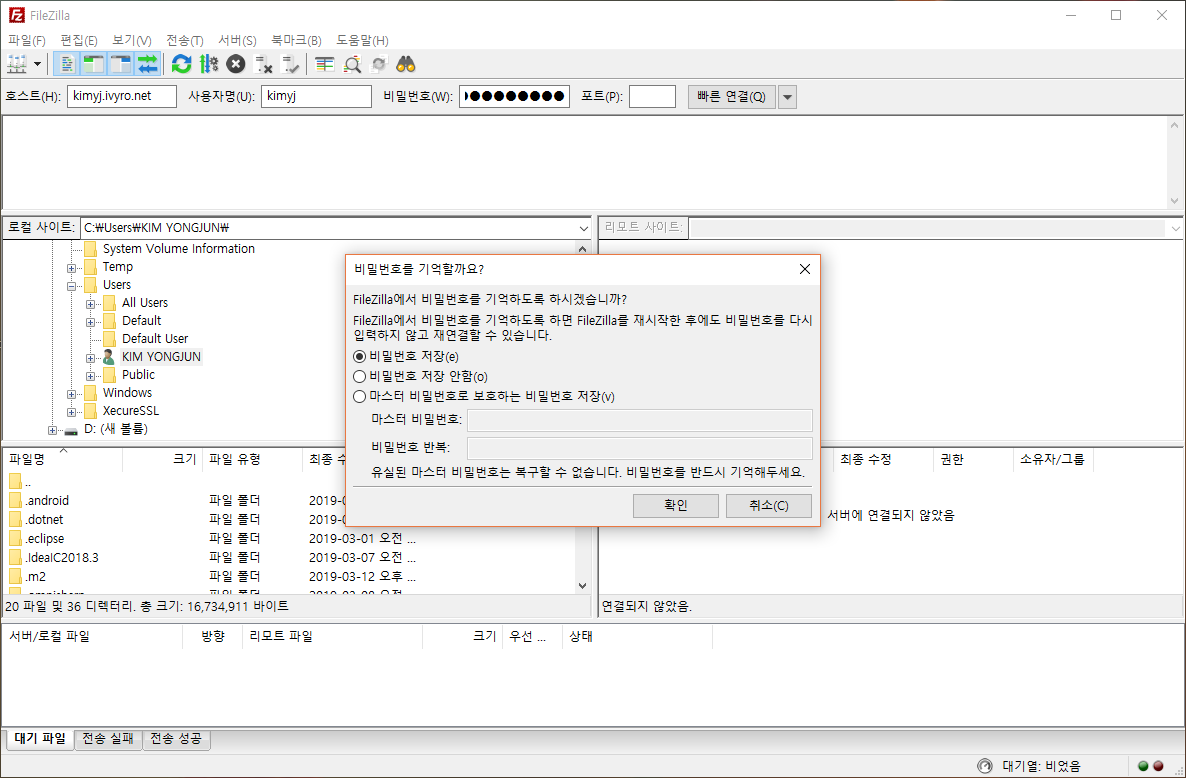 FileZilla
파일(F) 편집(E) 보기(V) 전송(T) 서버(S) 북마크(B) 도움말(H)
호스트(H): kimyj.ivyro.net 사용자명(U): kimyj 비밀번호(W): ●●●●●●●●● 포트(P): 빠른 연결(Q)
로컬 사이트: C:₩Users₩KIM YONGJUN₩
리모트 사이트:
System Volume Information
Temp
Users
All Users
Default
Default User
KIM YONGJUN
Public
Windows
XecureSSL
D: (새 볼륨)
비밀번호를 기억할까요?
FileZilla에서 비밀번호를 기억하도록 하시겠습니까?
FileZilla에서 비밀번호를 기억하도록 하면 FileZilla를 재시작한 후에도 비밀번호를 다시
입력하지 않고 재연결할 수 있습니다.
비밀번호 저장(e)
비밀번호 저장 안함(o)
마스터 비밀번호로 보호하는 비밀번호 저장(v)
마스터 비밀번호:
비밀번호 반복:
유실된 마스터 비밀번호는 복구할 수 없습니다. 비밀번호를 반드시 기억해두세요.
확인 취소(C)
파일명 크기 파일 유형 최종
..
.android 파일 폴더
.dotnet 파일 폴더
.eclipse 파일 폴더 2019-03-01 오전 ...
.IdeaIC2018.3 파일 폴더 2019-03-07 오전 ...
.m2 파일 폴더 2019-03-12 오후 ...
20 파일 및 36 디렉터리. 총 크기: 16,734,911 바이트
최종 수정 권한 소유자/그룹
서버에 연결되지 않았음
연결되지 않았음.
서버/로컬 파일 방향 리모트 파일 크기 우선 ... 상태
대기 파일 전송 실패 전송 성공
대기열: 비었음